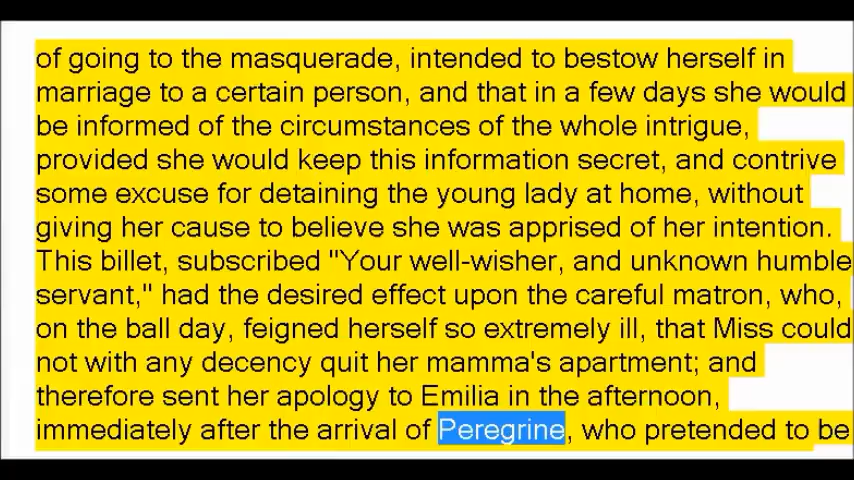 of going to the masquerade, intended to bestow herself in
marriage to a certain person, and that in a few days she would
be informed of the circumstances of the whole intrigue,
provided she would keep this information secret, and contrive
some excuse for detaining the young lady at home, without
giving her cause to believe she was apprised of her intention.
This billet, subscribed "Your well-wisher, and unknown humble
servant," had the desired effect upon the careful matron, who,
on the ball day, feigned herself so extremely ill, that Miss could
not with any decency quit her mamma's apartment; and
therefore sent her apology to Emilia in the afternoon,
immediately after the arrival of Peregrine, who pretended to be